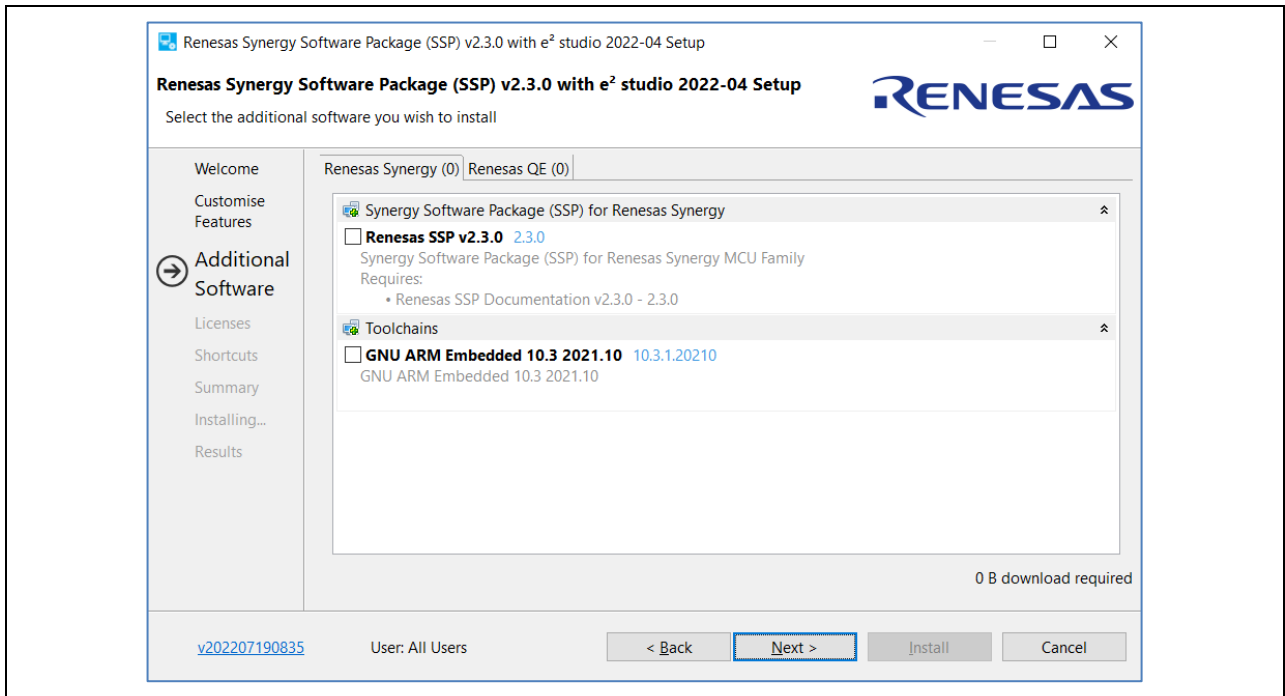 Renesas Synergy Software Package (SSP) v2.3.0 with e² studio 2022-04 Setup
Renesas Synergy Software Package (SSP) v2.3.0 with e² studio 2022-04 Setup
RENESAS
Select the additional software you wish to install
Welcome
Customise
Features
Additional
Software
Licenses
Shortcuts
Summary
Installing...
Results
Renesas Synergy (0) Renesas QE (0)
Synergy Software Package (SSP) for Renesas Synergy
Renesas SSP v2.3.0 2.3.0
Synergy Software Package (SSP) for Renesas Synergy MCU Family
Requires:
• Renesas SSP Documentation v2.3.0 - 2.3.0
Toolchains
GNU ARM Embedded 10.3 2021.10 10.3.1.20210
GNU ARM Embedded 10.3 2021.10
0 B download required
v202207190835 User: All Users < Back Next > Install Cancel